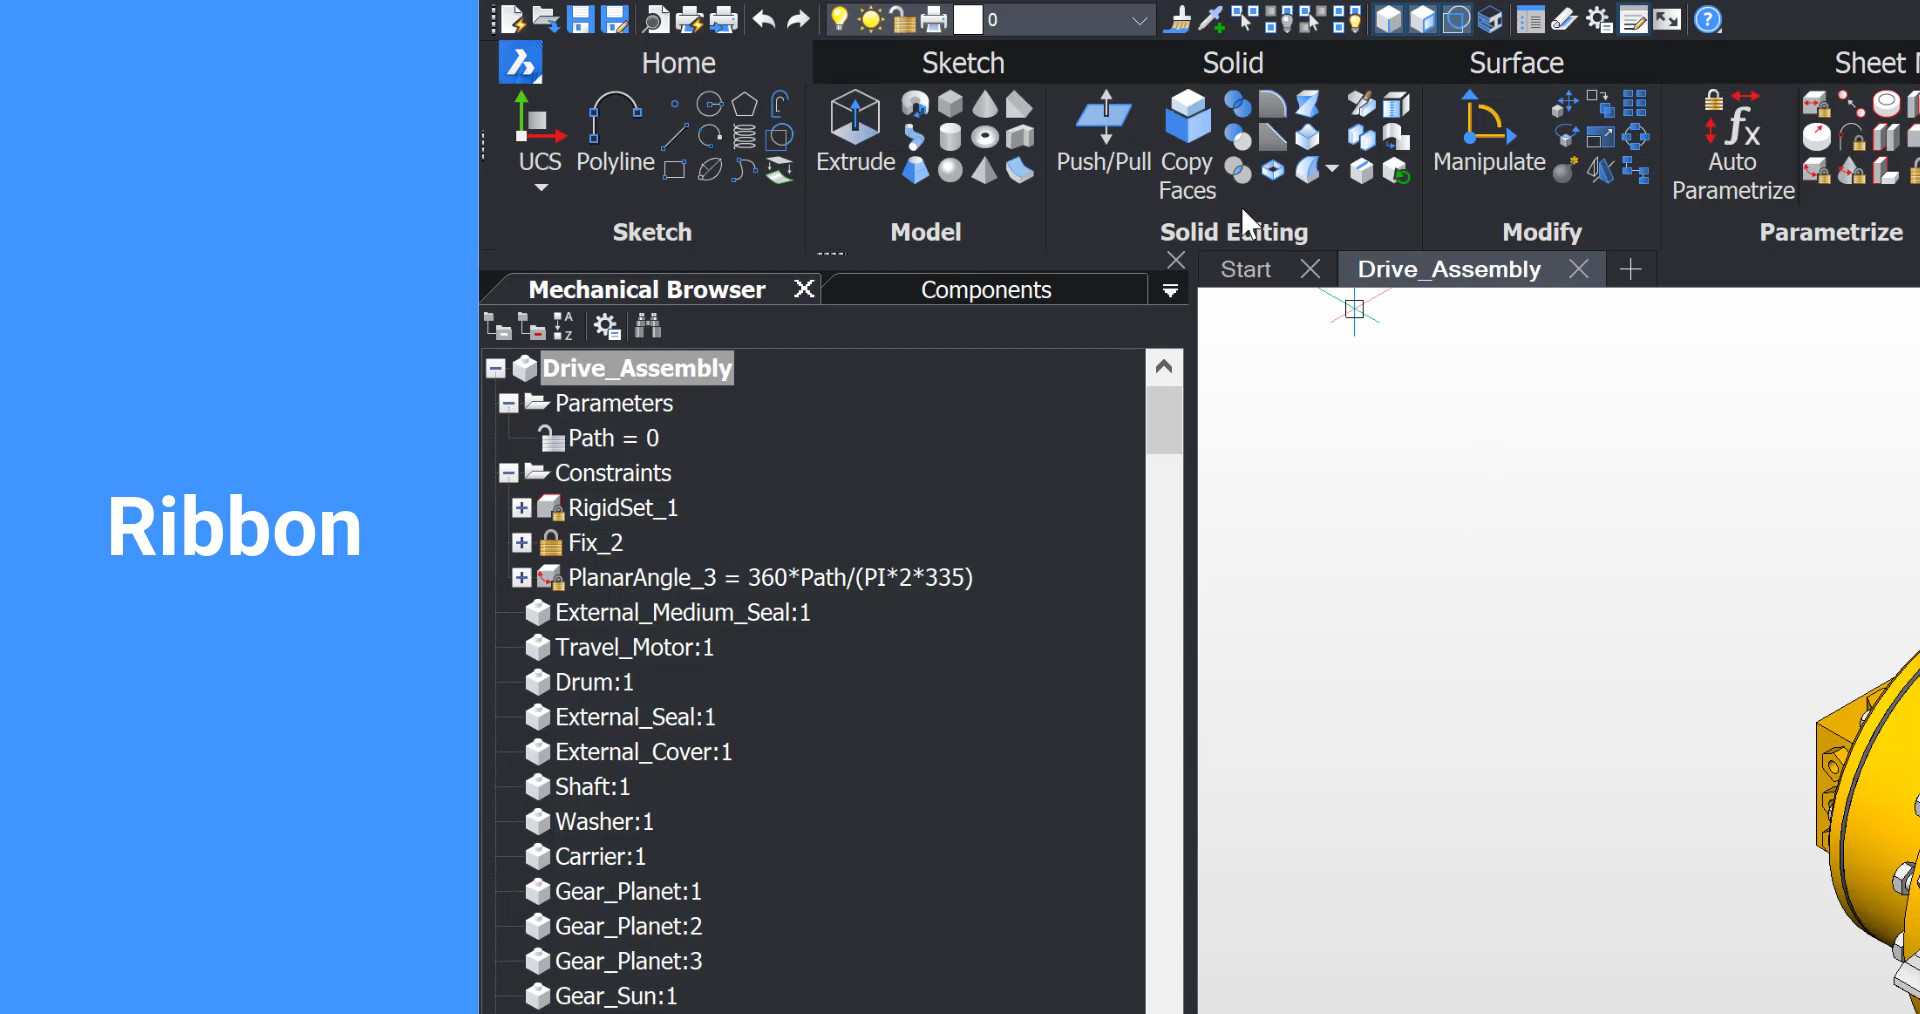 0
Home
Sketch
Solid
Surface
Sheet
UCS
Polyline
Extrude
Push/Pull
Copy
Faces
Manipulate
fx
Auto
Parametrize
Sketch
Model
Solid Editing
Modify
Parametrize
Start
Drive_Assembly
Mechanical Browser
Components
A
Z
Drive_Assembly
Parameters
Path = 0
Constraints
RigidSet_1
Fix_2
PlanarAngle_3 = 360*Path/(PI*2*335)
External_Medium_Seal:1
Travel_Motor:1
Drum:1
External_Seal:1
External_Cover:1
Shaft:1
Washer:1
Carrier:1
Gear_Planet:1
Gear_Planet:2
Gear_Planet:3
Gear_Sun:1
Ribbon